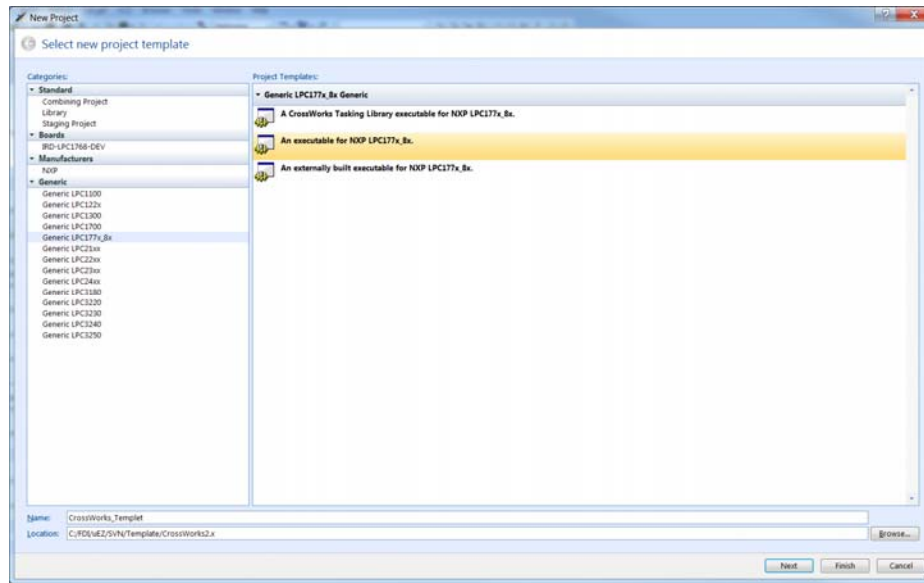 New Project
Select new project template
Categories:
Standard
Combining Project
Library
Staging Project
Boards
IRD-LPC1768-DEV
Manufacturers
NXP
Generic
Generic LPC1100
Generic LPC122x
Generic LPC1300
Generic LPC1700
Generic LPC177x_8x
Generic LPC21xx
Generic LPC22xx
Generic LPC23xx
Generic LPC24xx
Generic LPC3180
Generic LPC3220
Generic LPC3230
Generic LPC3240
Generic LPC3250
Project Templates:
Generic LPC177x_8x Generic
A CrossWorks Tasking Library executable for NXP LPC177x_8x.
An executable for NXP LPC177x_8x.
An externally built executable for NXP LPC177x_8x.
Name: CrossWorks_Templet
Location: C:/FDI/uEZ/SVN/Template/CrossWorks2.x
Browse...
Next Finish Cancel